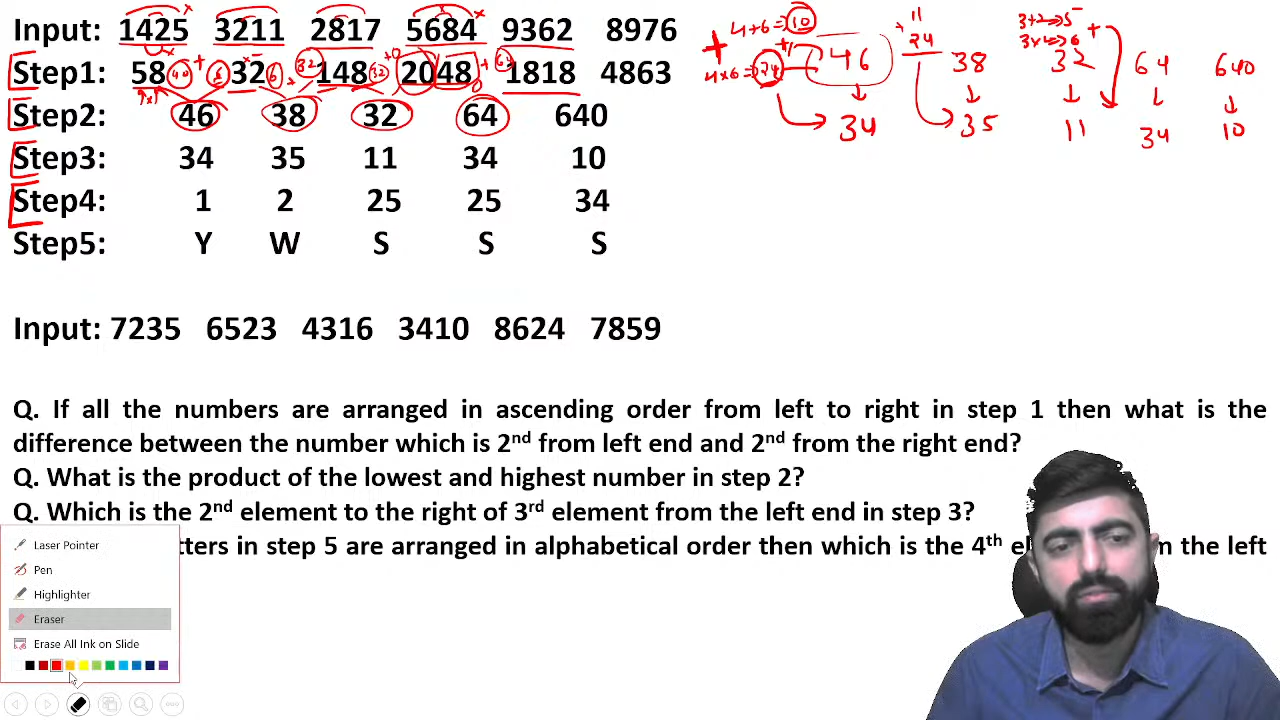 Input: 1425 3211 2817 5684 9362 8976
Step1: 58 32 148 2048 1818 4863
Step2: 46 38 32 64 640
Step3: 34 35 11 34 10
Step4: 1 2 25 25 34
Step5: Y W S S S
4+6=10
4x6=24
46
34
11
+24
38
35
3+2=5
32
11
64
34
640
10
Input: 7235 6523 4316 3410 8624 7859
Q. If all the numbers are arranged in ascending order from left to right in step 1 then what is the
difference between the number which is 2nd from left end and 2nd from the right end?
Q. What is the product of the lowest and highest number in step 2?
Q. Which is the 2nd element to the right of 3rd element from the left end in step 3?
in step 5 are arranged in alphabetical order then which is the 4th the left
Laser Pointer
Pen
Highlighter
Eraser
Erase All Ink on Slide